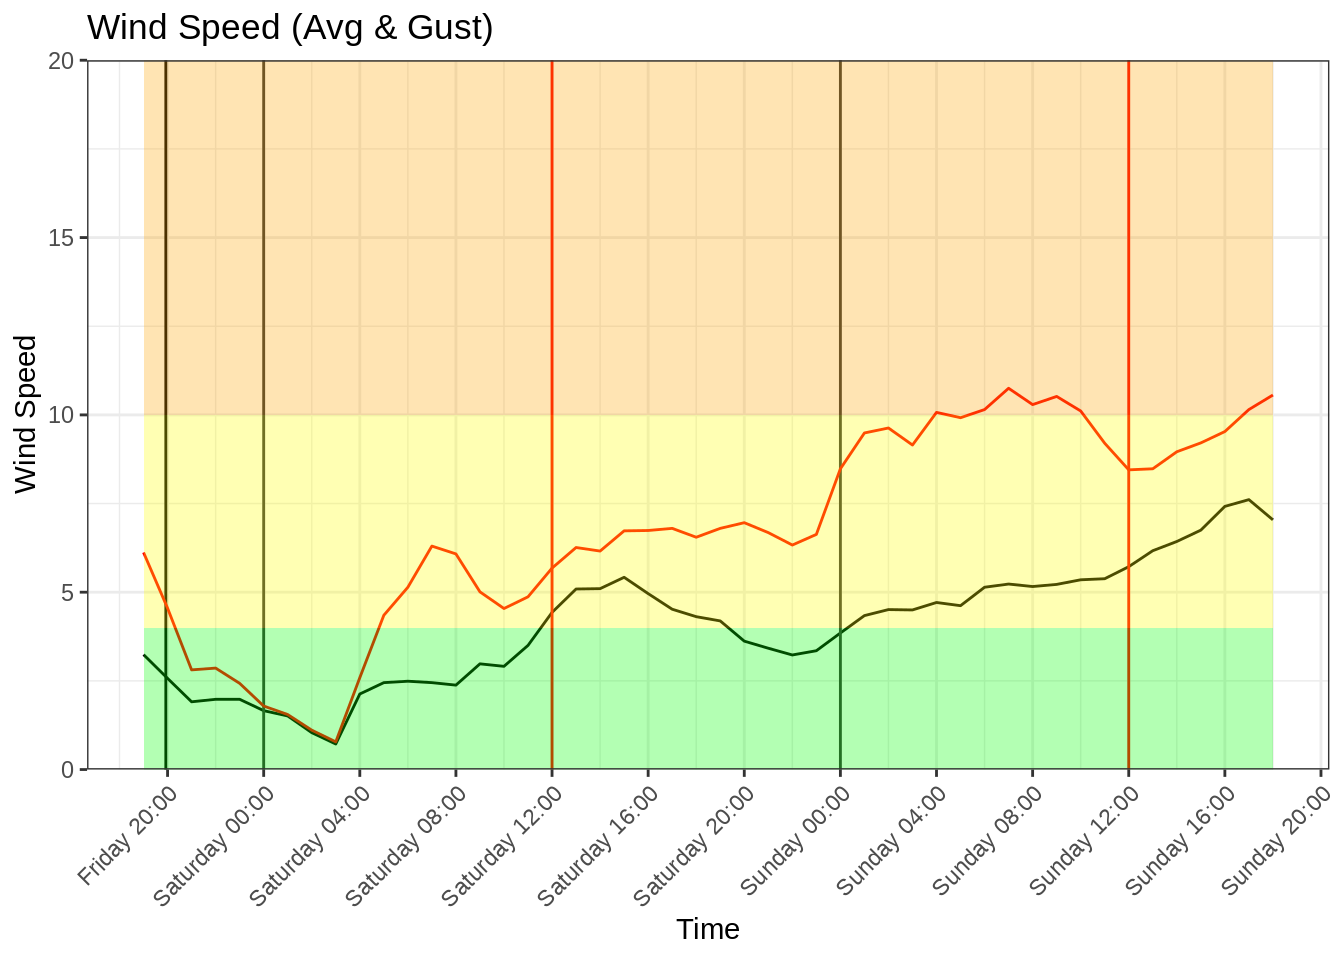 Wind Speed (Avg & Gust)
20
15
10
5
0
Wind Speed
Friday 20:00
Saturday 00:00
Saturday 04:00
Saturday 08:00
Saturday 12:00
Saturday 16:00
Saturday 20:00
Sunday 00:00
Sunday 04:00
Sunday 08:00
Sunday 12:00
Sunday 16:00
Sunday 20:00
Time